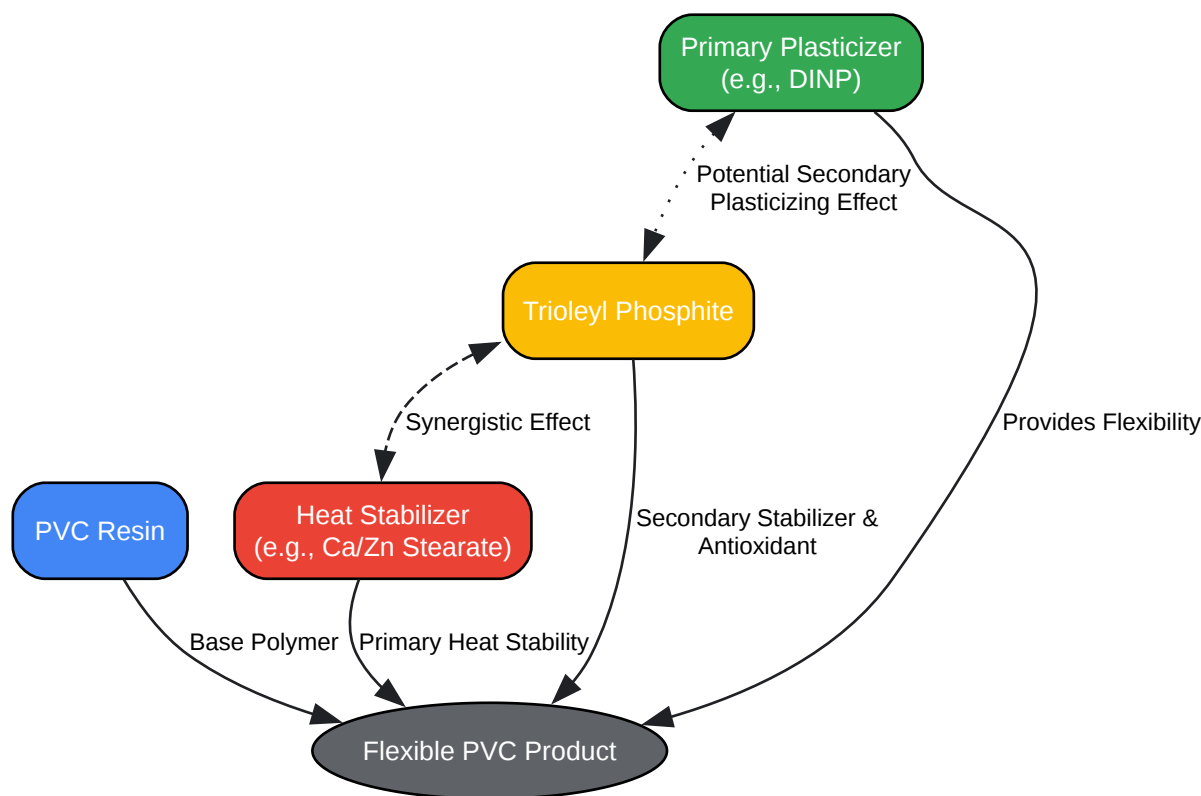 Primary Plasticizer
(e.g., DINP)
Potential Secondary
Plasticizing Effect
Trioleyl Phosphite
Synergistic Effect
Provides Flexibility
PVC Resin
Heat Stabilizer
(e.g., Ca/Zn Stearate)
Secondary Stabilizer &
Antioxidant
Base Polymer
Primary Heat Stability
Flexible PVC Product